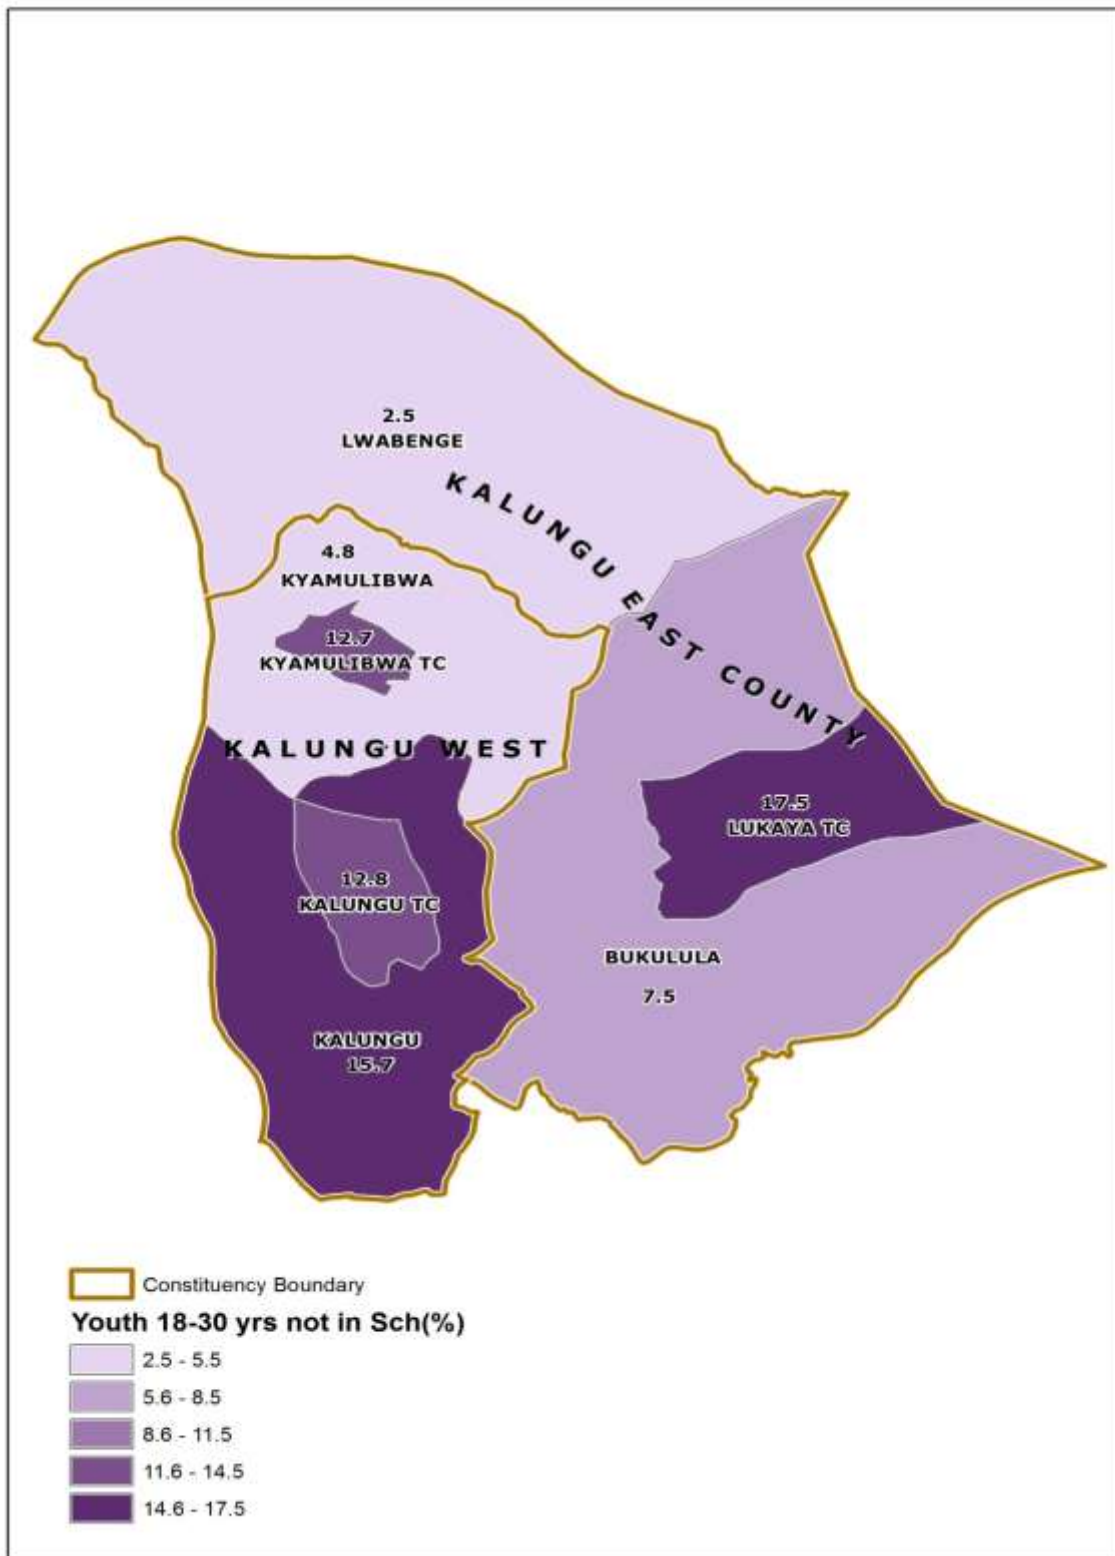 2.5
LWABENGE
KALUNGU EAST COUNTY
4.8
KYAMULIBWA
12.7
KYAMULIBWA TC
KALUNGU WEST
17.5
LUKAYA TC
12.8
KALUNGU TC
BUKULULA
7.5
KALUNGU
15.7
Constituency Boundary
Youth 18-30 yrs not in Sch(%)
2.5 - 5.5
5.6 - 8.5
8.6 - 11.5
11.6 - 14.5
14.6 - 17.5